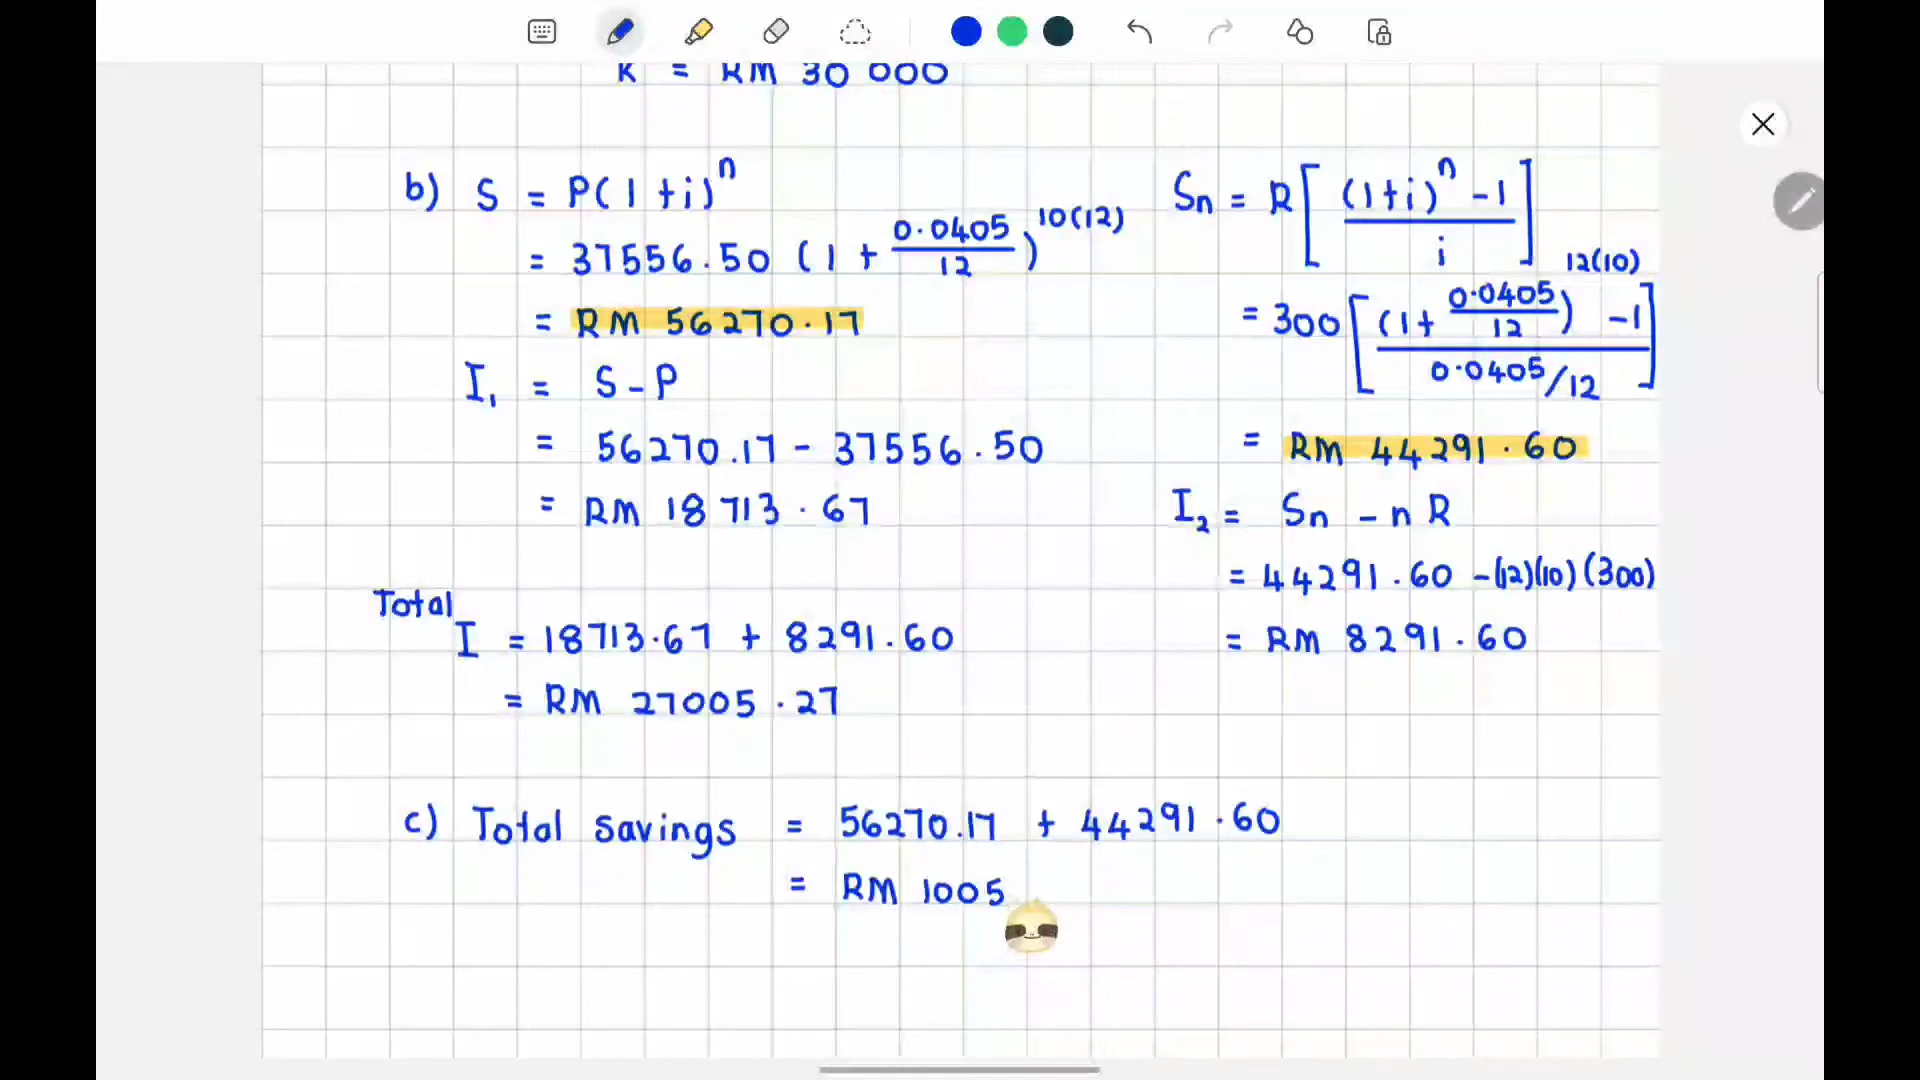 R = RM 30 000
b) S = P(1+i)^n
= 37556.50 (1 + 0.0405/12)^10(12)
= RM 56270.17
I₁ = S - P
= 56270.17 - 37556.50
= RM 18713.67
Total I = 18713.67 + 8291.60
= RM 27005.27
Sn = R[((1+i)^n - 1)/i]
= 300[((1 + 0.0405/12)^12(10) - 1)/(0.0405/12)]
= RM 44291.60
I₂ = Sn - nR
= 44291.60 - (12)(10)(300)
= RM 8291.60
c) Total savings = 56270.17 + 44291.60
= RM 1005